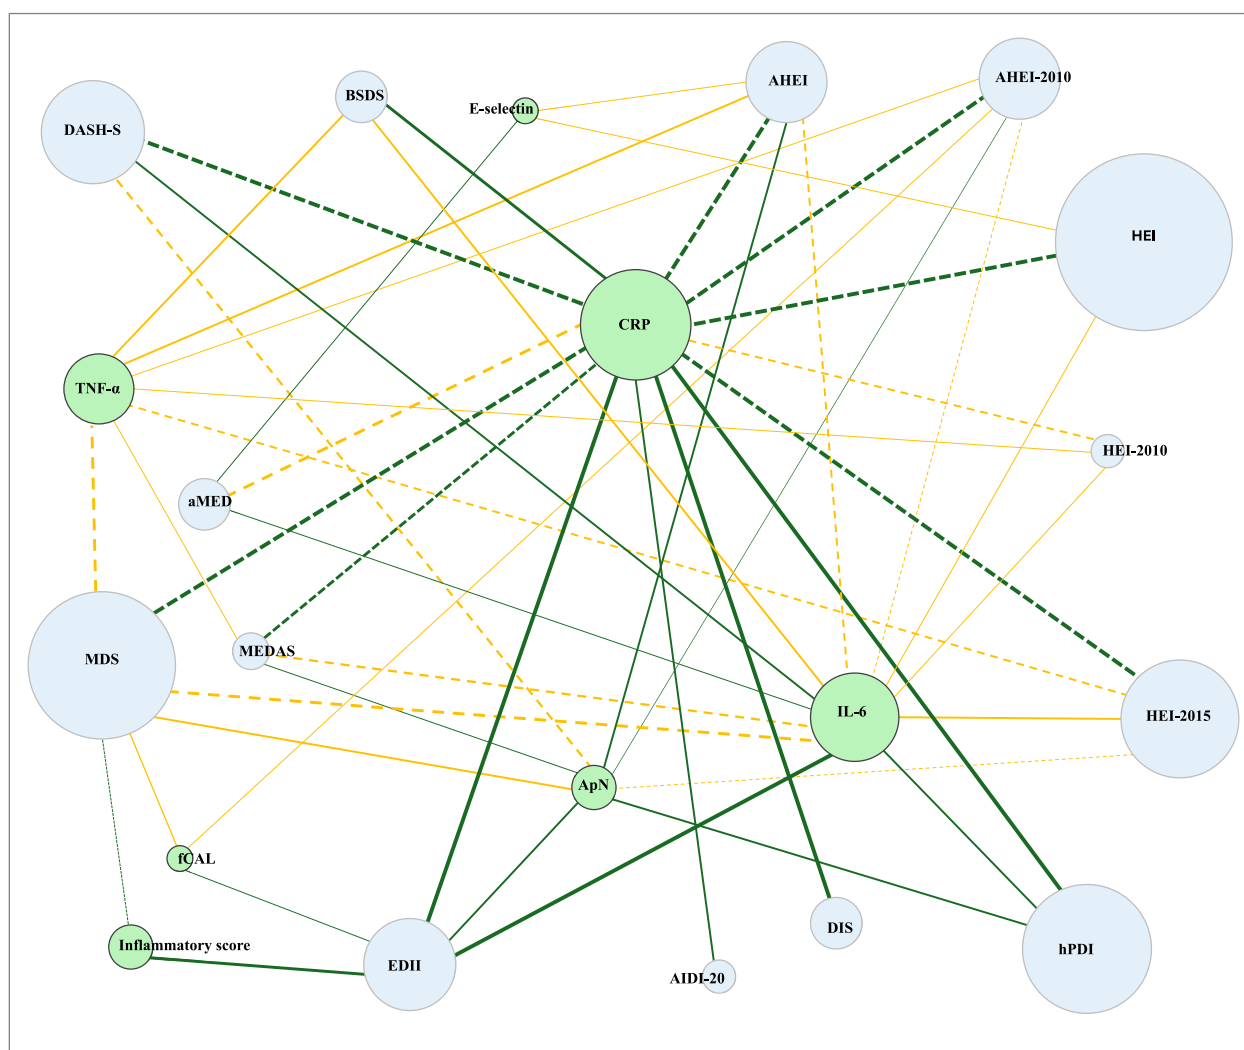 AHEI
AHEI-2010
BSDS
E-selectin
DASH-S
HEI
CRP
TNF-α
HEI-2010
aMED
MEDAS
MDS
IL-6
HEI-2015
ApN
fCAL
Inflammatory score
DIS
hPDI
EDII
AIDI-20